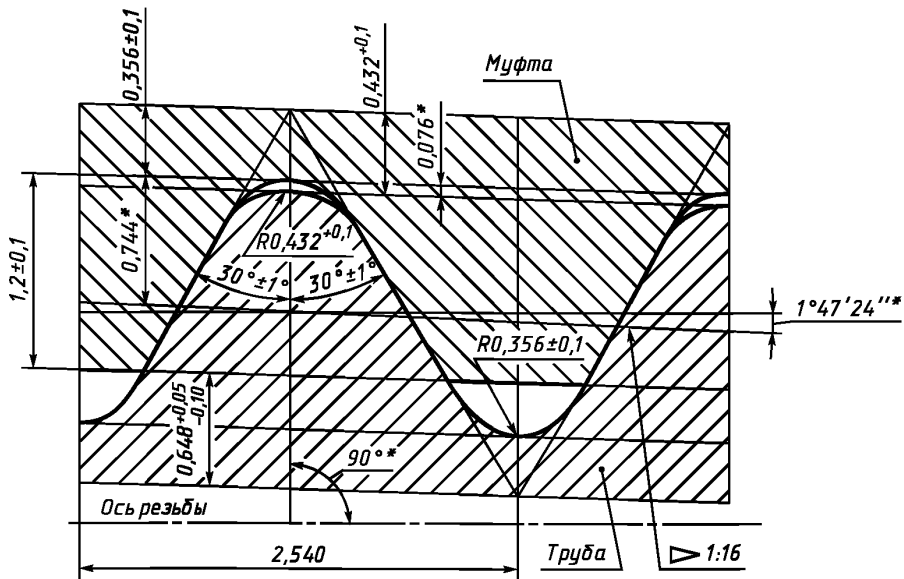 0,356±0,1
0,432+0,1
0,076*
Муфта
1,2±0,1
0,744*
R0,432+0,1
30°±1°
30°±1°
1°47′24″*
R0,356±0,1
0,648+0,05
-0,10
90°*
Ось резьбы
2,540
Труба
1:16